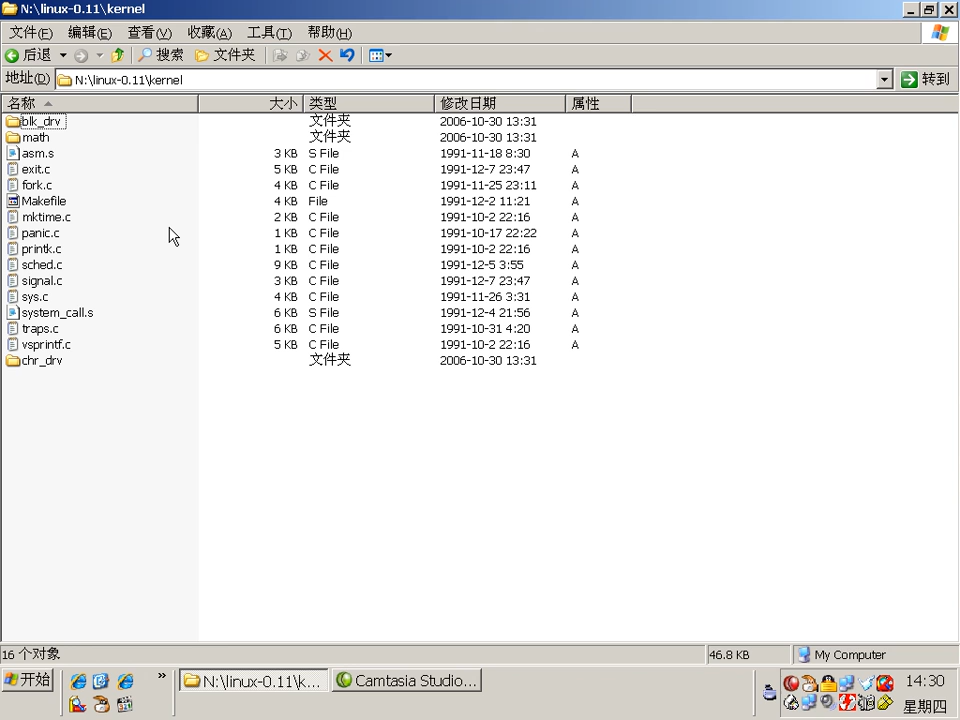 N:\linux-0.11\kernel
文件(F) 编辑(E) 查看(V) 收藏(A) 工具(T) 帮助(H)
后退 搜索 文件夹
地址(D) N:\linux-0.11\kernel 转到
名称 大小 类型 修改日期 属性
blk_drv 文件夹 2006-10-30 13:31
math 文件夹 2006-10-30 13:31
asm.s 3 KB S File 1991-11-18 8:30 A
exit.c 5 KB C File 1991-12-7 23:47 A
fork.c 4 KB C File 1991-11-25 23:11 A
Makefile 4 KB File 1991-12-2 11:21 A
mktime.c 2 KB C File 1991-10-2 22:16 A
panic.c 1 KB C File 1991-10-17 22:22 A
printk.c 1 KB C File 1991-10-2 22:16 A
sched.c 9 KB C File 1991-12-5 3:55 A
signal.c 3 KB C File 1991-12-7 23:47 A
sys.c 4 KB C File 1991-11-26 3:31 A
system_call.s 6 KB S File 1991-12-4 21:56 A
traps.c 6 KB C File 1991-10-31 4:20 A
vsprintf.c 5 KB C File 1991-10-2 22:16 A
chr_drv 文件夹 2006-10-30 13:31
16 个对象 46.8 KB My Computer
开始 » N:\linux-0.11\k... Camtasia Studio... 14:30
星期四